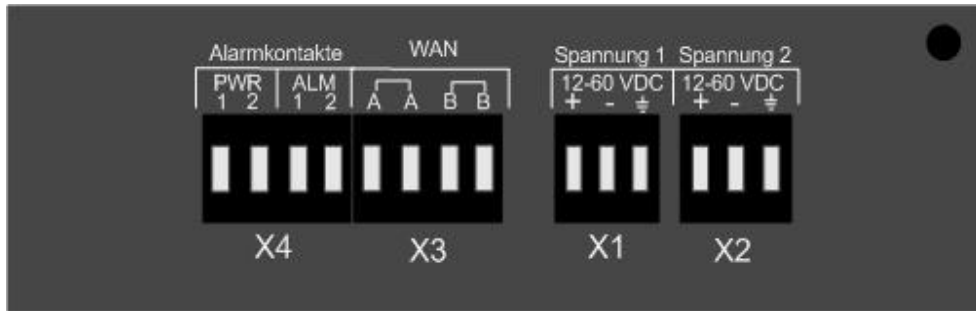 Alarmkontakte WAN Spannung 1 Spannung 2
PWR ALM 12-60 VDC 12-60 VDC
1 2 1 2 A A B B + - ⏚ + - ⏚
X4 X3 X1 X2